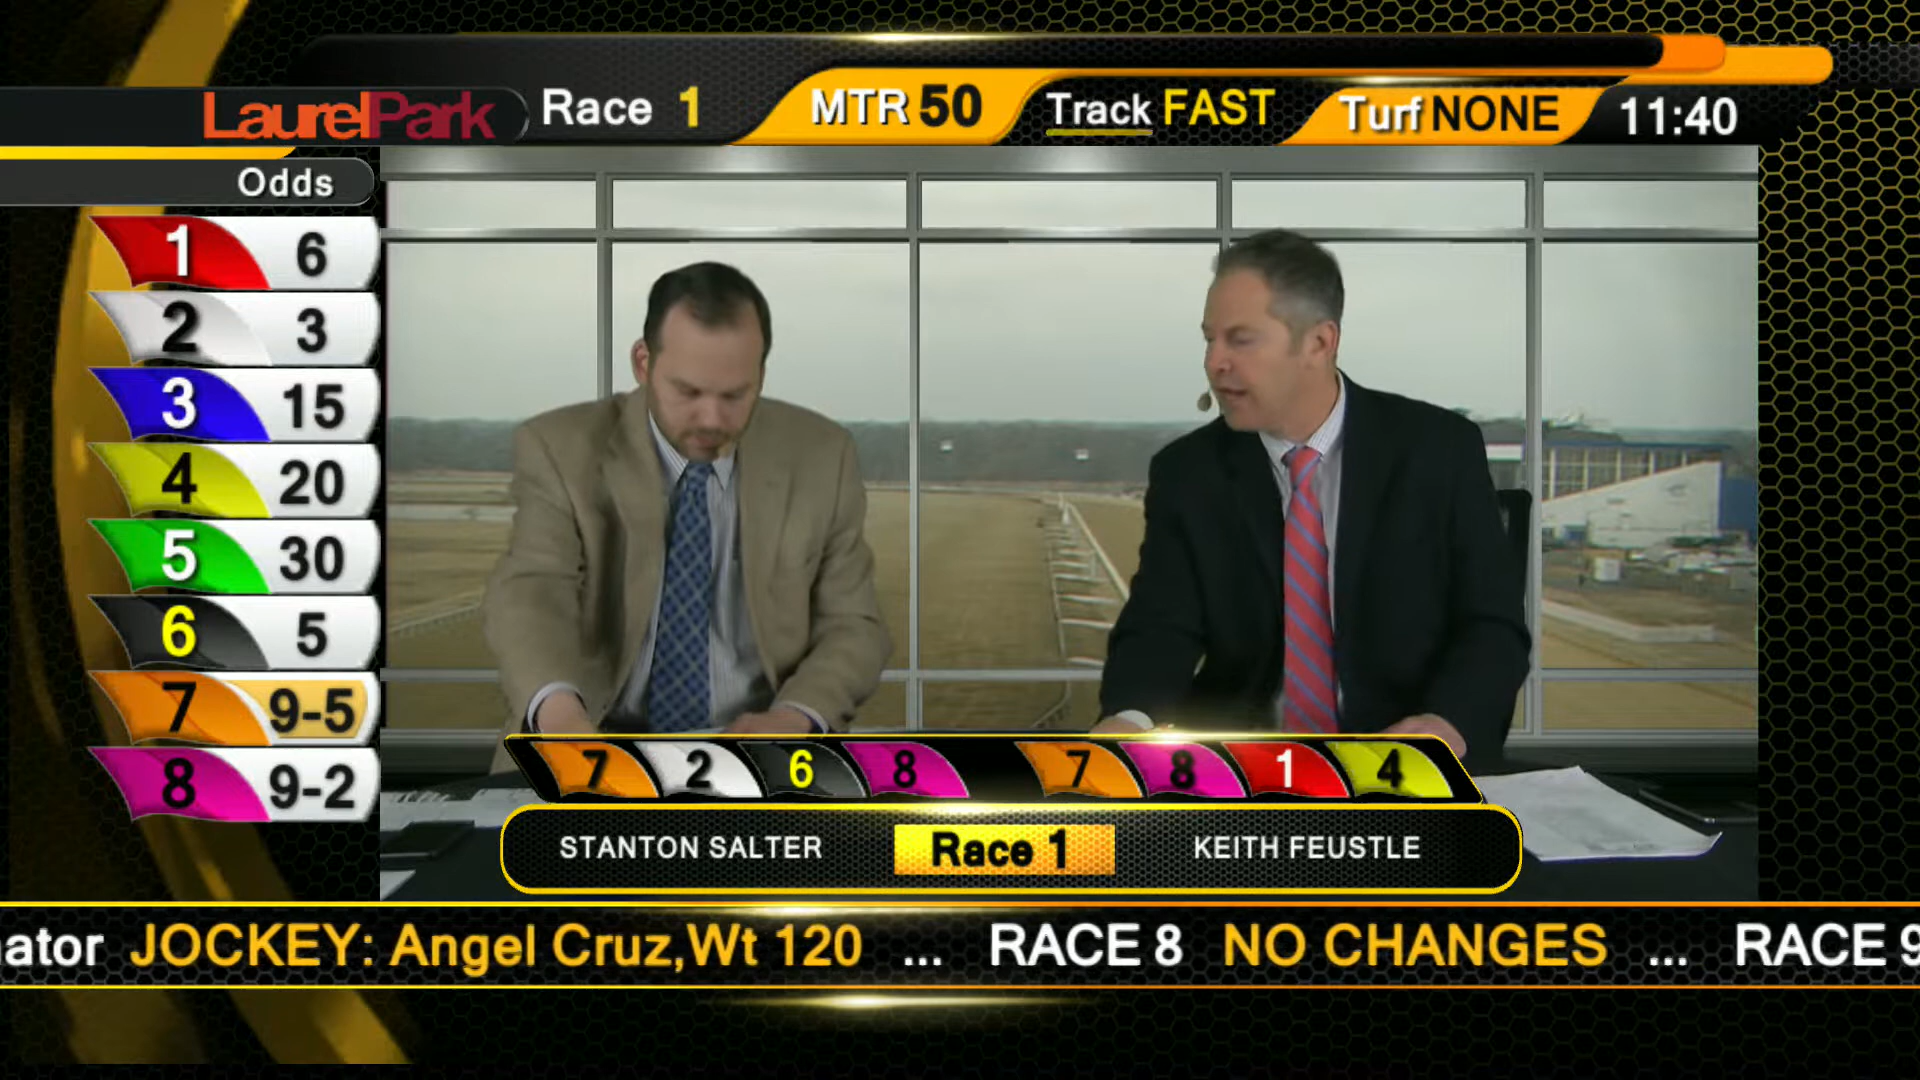 LaurelPark Race 1 MTR 50 Track FAST Turf NONE 11:40
Odds
1 6
2 3
3 15
4 20
5 30
6 5
7 9-5
8 9-2
7 2 6 8 7 8 1 4
STANTON SALTER Race 1 KEITH FEUSTLE
ator JOCKEY: Angel Cruz,Wt 120 ... RACE 8 NO CHANGES ... RACE 9